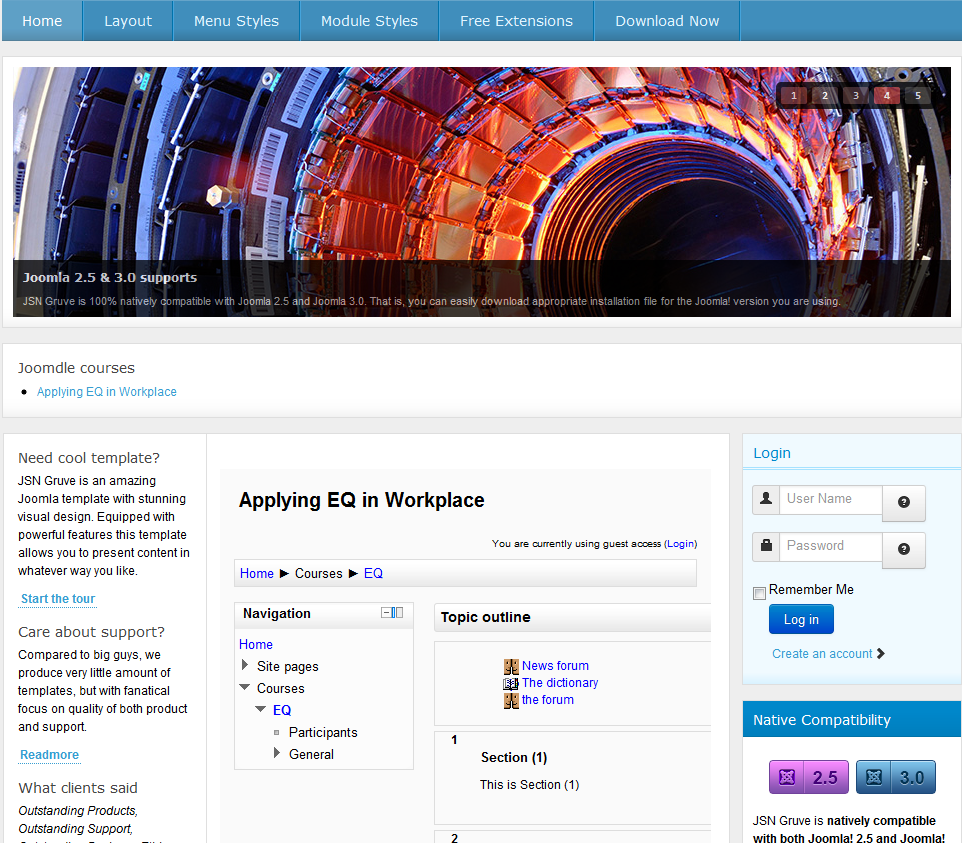 Home Layout Menu Styles Module Styles Free Extensions Download Now
1 2 3 4 5
Joomla 2.5 & 3.0 supports
JSN Gruve is 100% natively compatible with Joomla 2.5 and Joomla 3.0. That is, you can easily download appropriate installation file for the Joomla! version you are using.
Joomdle courses
Applying EQ in Workplace
Need cool template?
JSN Gruve is an amazing
Joomla template with stunning
visual design. Equipped with
powerful features this template
allows you to present content in
whatever way you like.
Start the tour
Care about support?
Compared to big guys, we
produce very little amount of
templates, but with fanatical
focus on quality of both product
and support.
Readmore
What clients said
Outstanding Products,
Outstanding Support,
Applying EQ in Workplace
You are currently using guest access (Login)
Home ► Courses ► EQ
Navigation
Home
Site pages
Courses
EQ
Participants
General
Topic outline
News forum
The dictionary
the forum
1
Section (1)
This is Section (1)
2
Login
User Name
Password
Remember Me
Log in
Create an account
Native Compatibility
2.5 3.0
JSN Gruve is natively compatible
with both Joomla! 2.5 and Joomla!